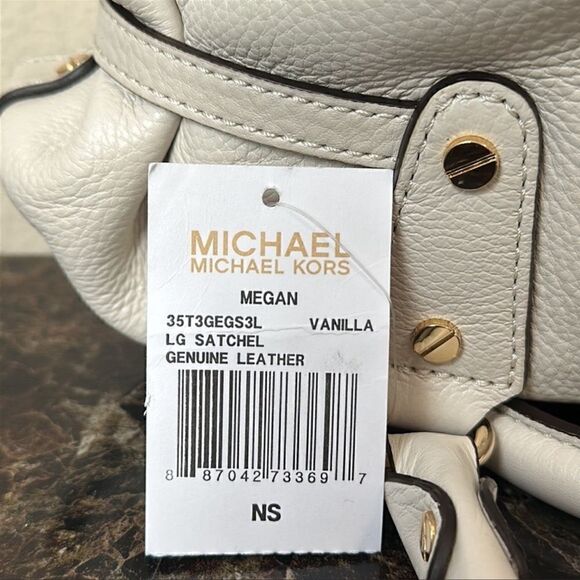 MICHAEL
MICHAEL KORS
MEGAN
35T3GEGS3L VANILLA
LG SATCHEL
GENUINE LEATHER
8 87042 73369 7
NS